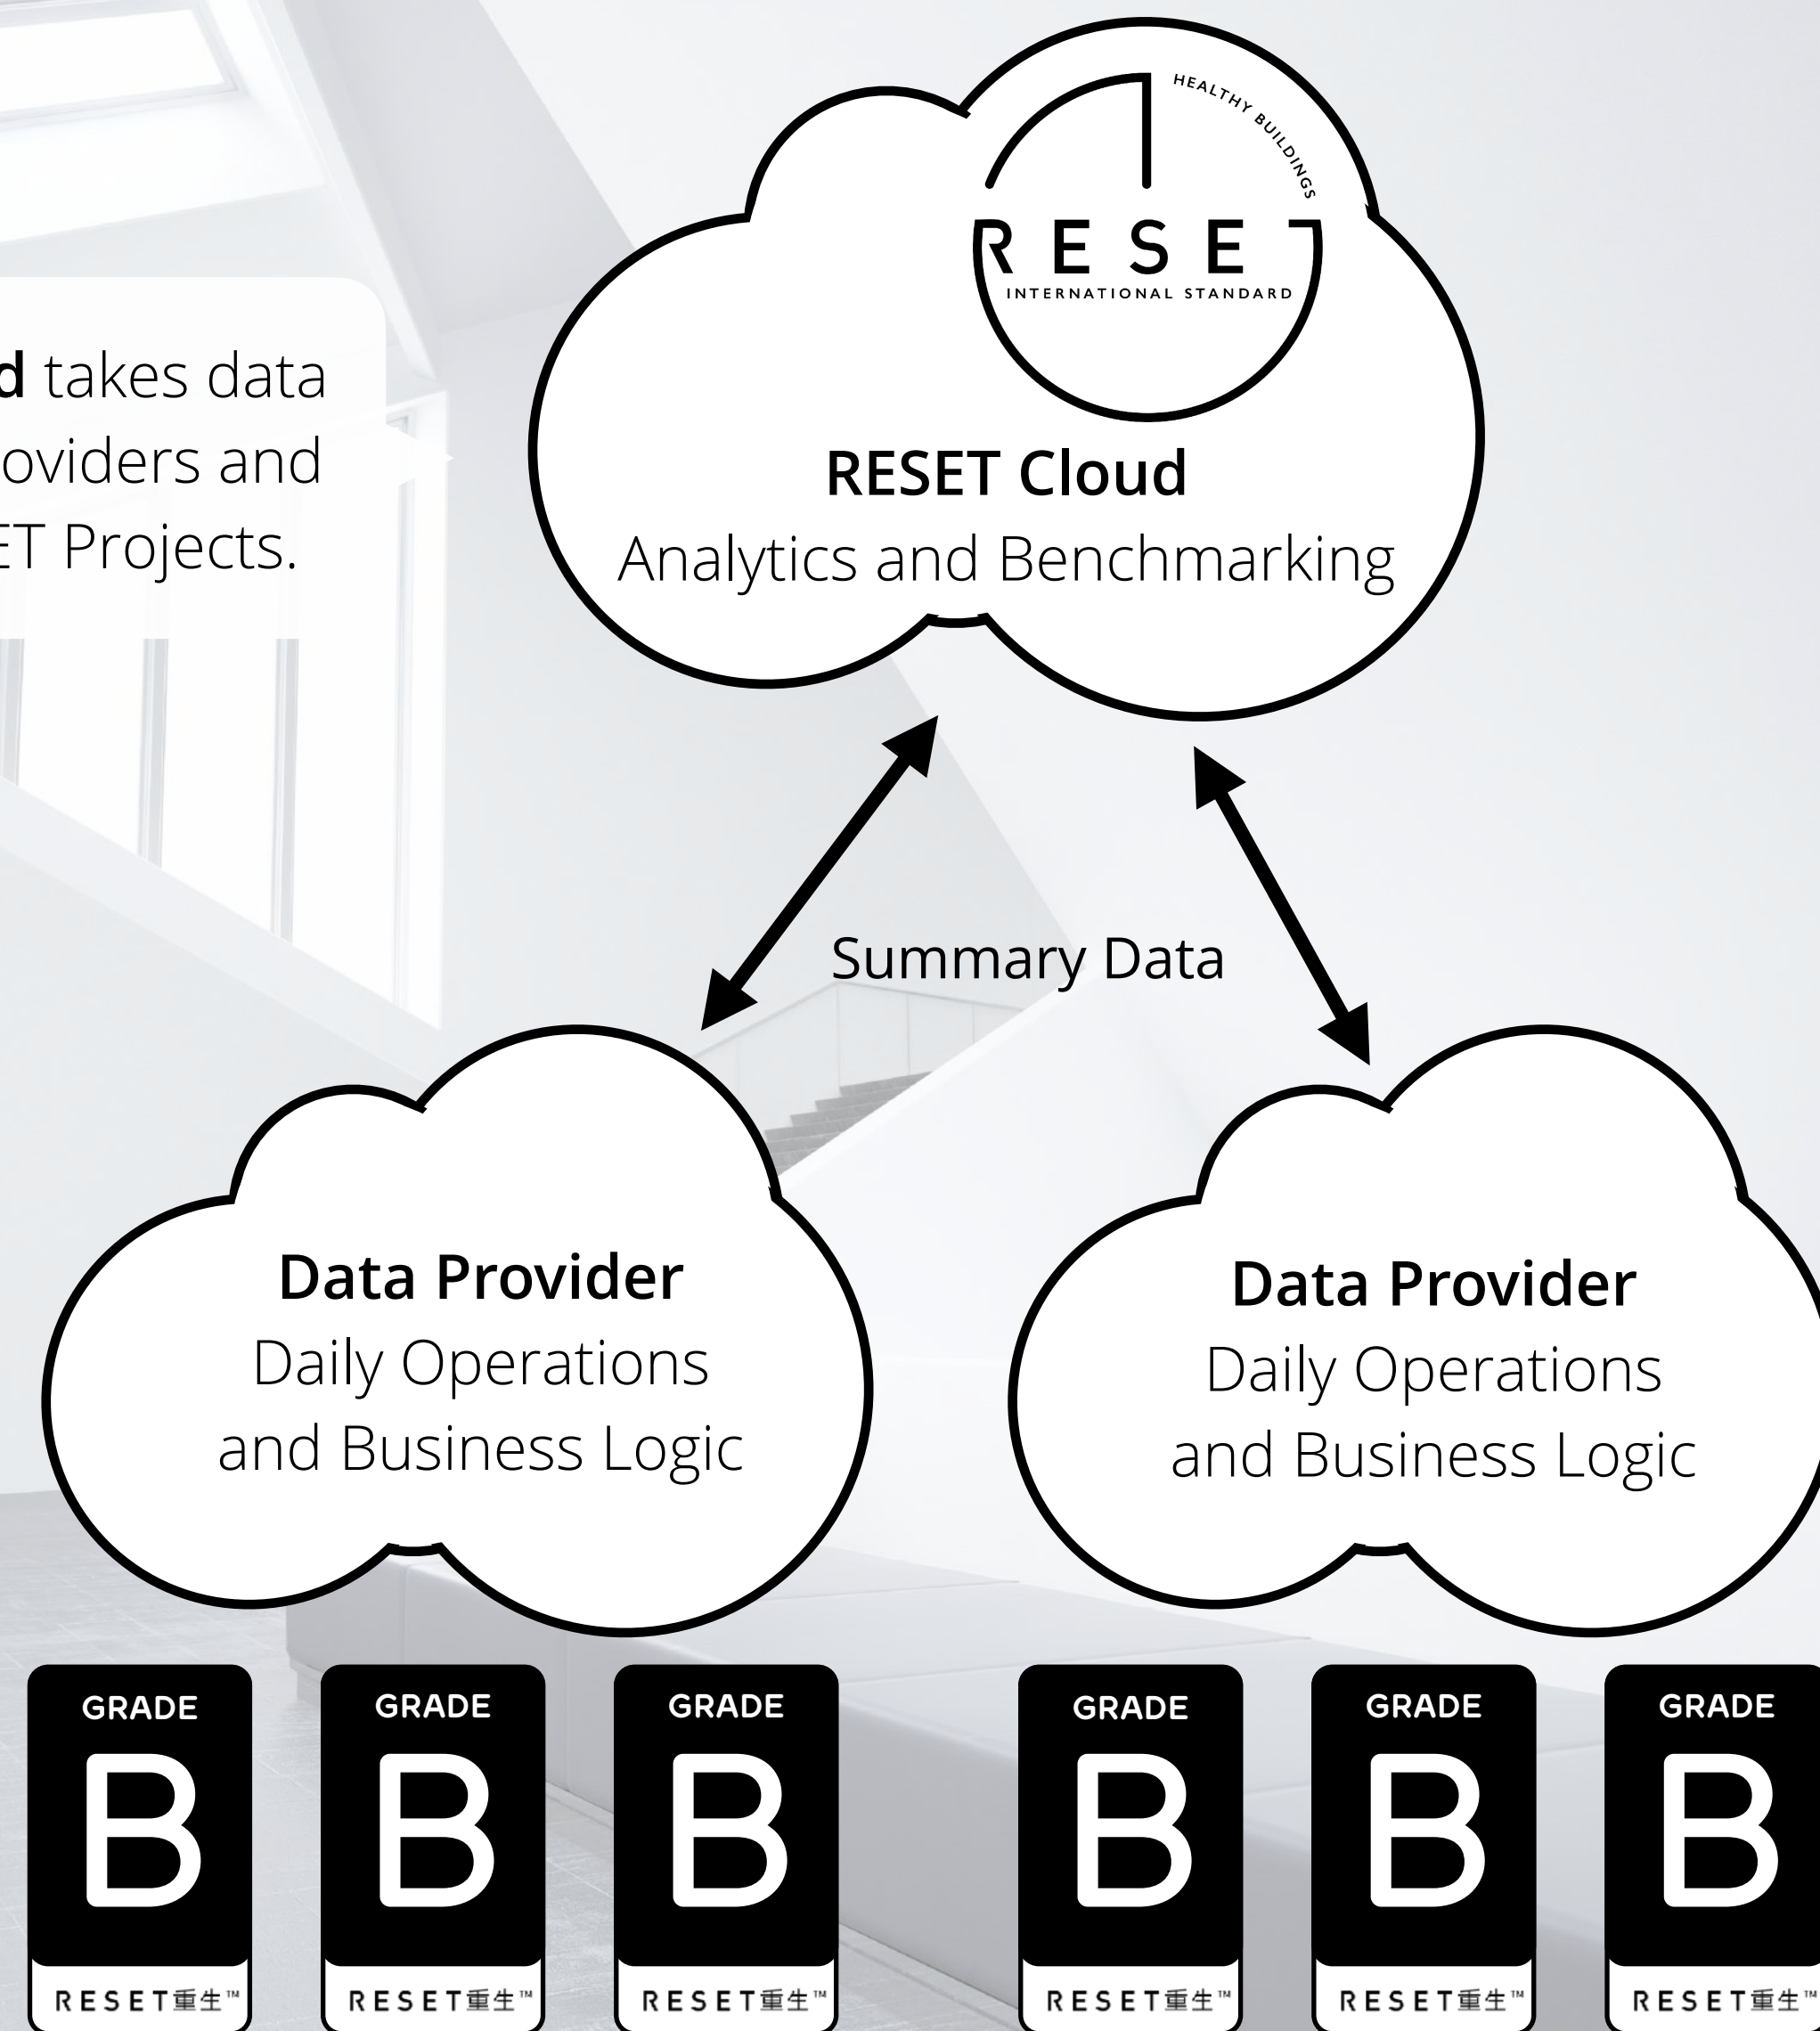 HEALTHY BUILDINGS
RESET
INTERNATIONAL STANDARD
d takes data
oviders and
ET Projects.
RESET Cloud
Analytics and Benchmarking
Summary Data
Data Provider
Daily Operations
and Business Logic
Data Provider
Daily Operations
and Business Logic
GRADE
B
RESET重生™
GRADE
B
RESET重生™
GRADE
B
RESET重生™
GRADE
B
RESET重生™
GRADE
B
RESET重生™
GRADE
B
RESET重生™